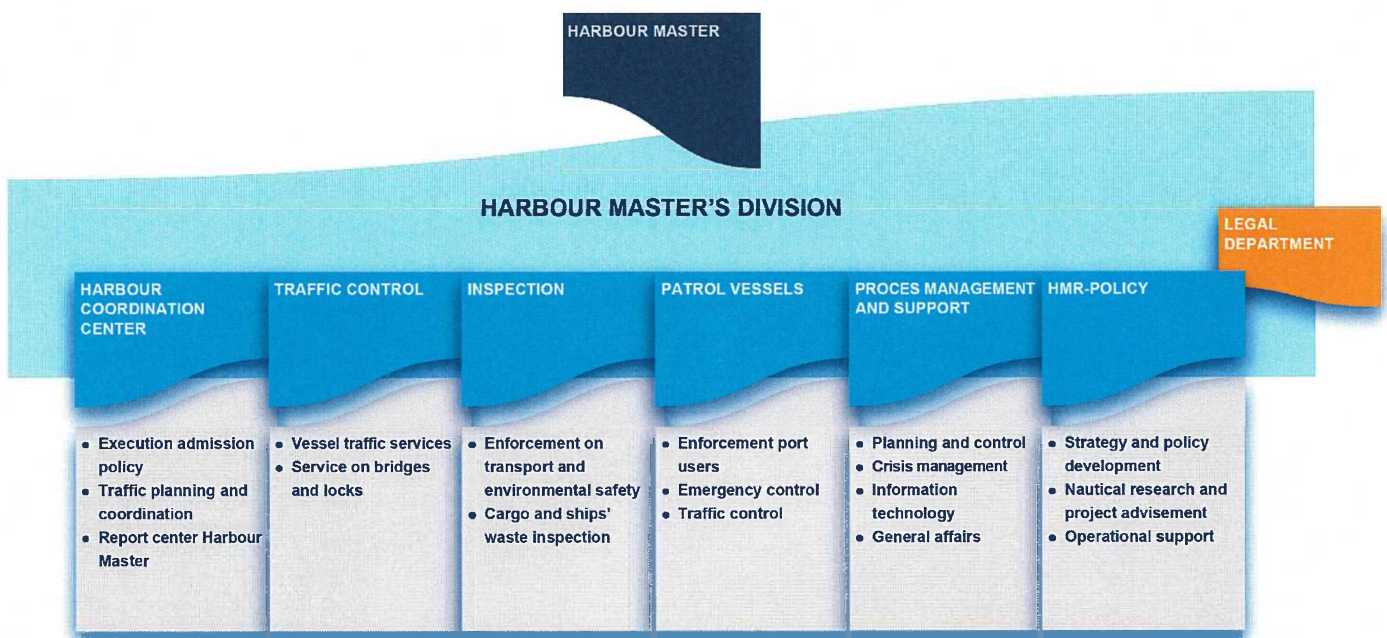 HARBOUR MASTER
HARBOUR MASTER'S DIVISION
LEGAL
DEPARTMENT
HARBOUR
COORDINATION
CENTER
TRAFFIC CONTROL
INSPECTION
PATROL VESSELS
PROCES MANAGEMENT
AND SUPPORT
HMR-POLICY
• Execution admission
policy
• Traffic planning and
coordination
• Report center Harbour
Master
• Vessel traffic services
• Service on bridges
and locks
• Enforcement on
transport and
environmental safety
• Cargo and ships'
waste inspection
• Enforcement port
users
• Emergency control
• Traffic control
• Planning and control
• Crisis management
• Information
technology
• General affairs
• Strategy and policy
development
• Nautical research and
project advisement
• Operational support